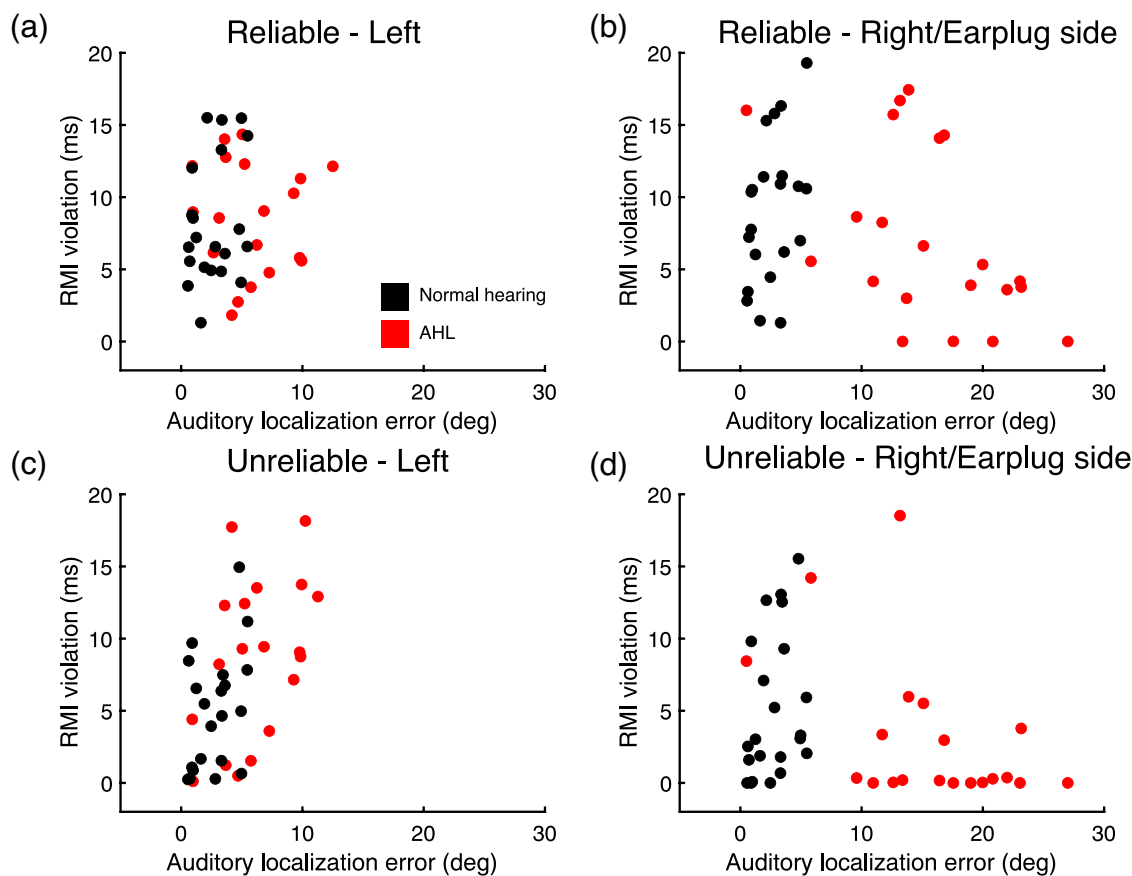 (a) Reliable - Left
RMI violation (ms)
20
15
10
5
0
0 10 20 30
Auditory localization error (deg)
Normal hearing
AHL
(b) Reliable - Right/Earplug side
RMI violation (ms)
20
15
10
5
0
0 10 20 30
Auditory localization error (deg)
(c) Unreliable - Left
RMI violation (ms)
20
15
10
5
0
0 10 20 30
Auditory localization error (deg)
(d) Unreliable - Right/Earplug side
RMI violation (ms)
20
15
10
5
0
0 10 20 30
Auditory localization error (deg)